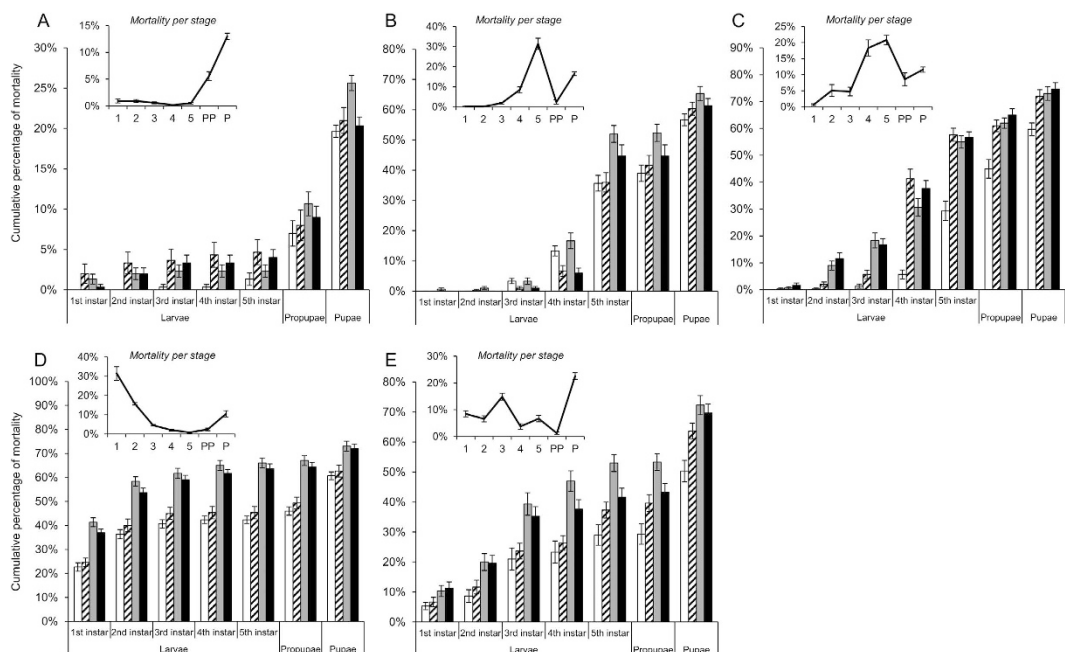 A
Mortality per stage
15%
10%
5%
0%
1 2 3 4 5 PP P
30%
25%
20%
15%
10%
5%
0%
Cumulative percentage of mortality
1st instar 2nd instar 3rd instar 4th instar 5th instar
Larvae Propupae Pupae
B
Mortality per stage
40%
30%
20%
10%
0%
1 2 3 4 5 PP P
80%
70%
60%
50%
40%
30%
20%
10%
0%
1st instar 2nd instar 3rd instar 4th instar 5th instar
Larvae Propupae Pupae
C
Mortality per stage
25%
20%
15%
10%
5%
0%
1 2 3 4 5 PP P
90%
80%
70%
60%
50%
40%
30%
20%
10%
0%
1st instar 2nd instar 3rd instar 4th instar 5th instar
Larvae Propupae Pupae
D
Mortality per stage
40%
30%
20%
10%
0%
1 2 3 4 5 PP P
100%
90%
80%
70%
60%
50%
40%
30%
20%
10%
0%
Cumulative percentage of mortality
1st instar 2nd instar 3rd instar 4th instar 5th instar
Larvae Propupae Pupae
E
Mortality per stage
30%
20%
10%
0%
1 2 3 4 5 PP P
80%
70%
60%
50%
40%
30%
20%
10%
0%
1st instar 2nd instar 3rd instar 4th instar 5th instar
Larvae Propupae Pupae